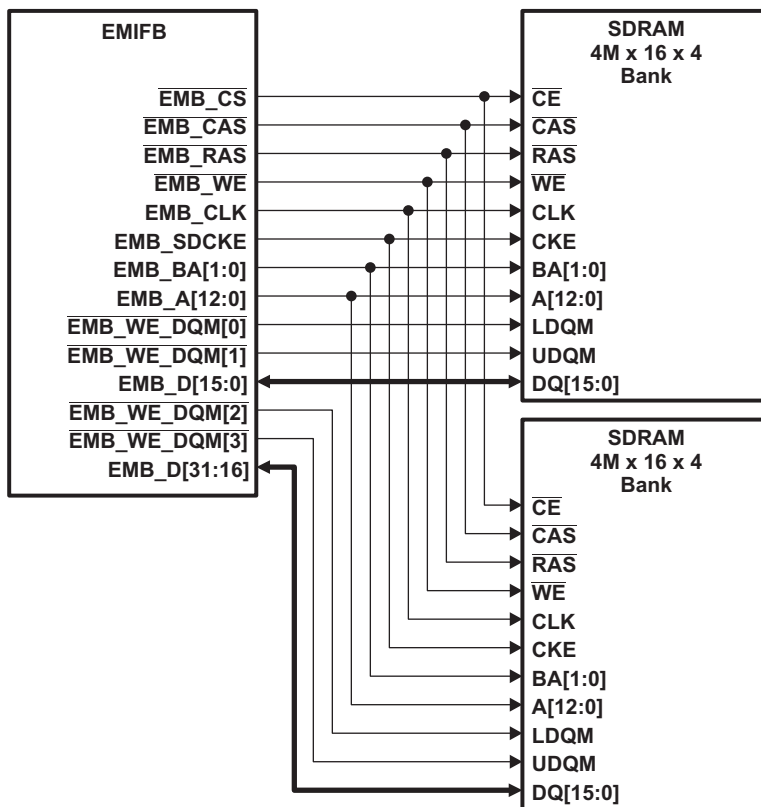 EMIFB
EMB_CS
EMB_CAS
EMB_RAS
EMB_WE
EMB_CLK
EMB_SDCKE
EMB_BA[1:0]
EMB_A[12:0]
EMB_WE_DQM[0]
EMB_WE_DQM[1]
EMB_D[15:0]
EMB_WE_DQM[2]
EMB_WE_DQM[3]
EMB_D[31:16]
SDRAM
4M x 16 x 4
Bank
CE
CAS
RAS
WE
CLK
CKE
BA[1:0]
A[12:0]
LDQM
UDQM
DQ[15:0]
SDRAM
4M x 16 x 4
Bank
CE
CAS
RAS
WE
CLK
CKE
BA[1:0]
A[12:0]
LDQM
UDQM
DQ[15:0]